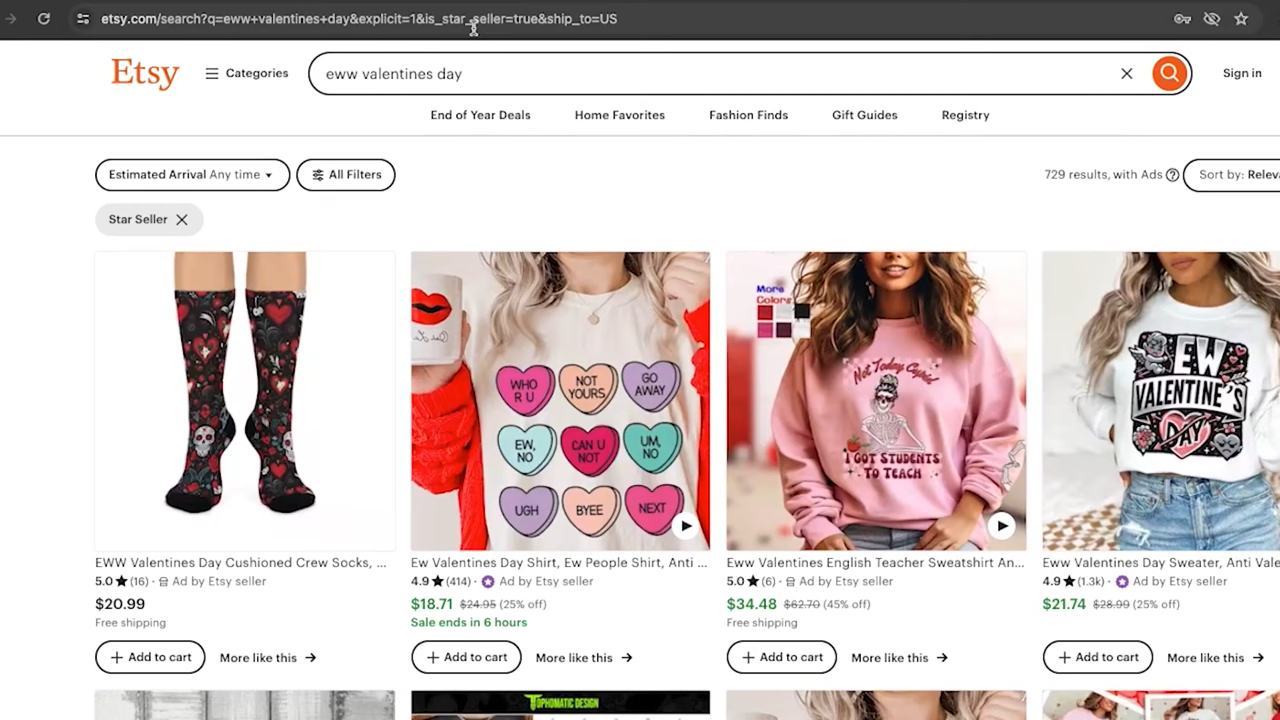 etsy.com/search?q=eww+valentines+day&explicit=1&is_star_seller=true&ship_to=US
Etsy
Categories
eww valentines day
Sign in
End of Year Deals
Home Favorites
Fashion Finds
Gift Guides
Registry
Estimated Arrival Any time
All Filters
729 results, with Ads
Sort by: Releva
Star Seller
WHO R U
NOT YOURS
GO AWAY
EW, NO
CAN U NOT
UM, NO
UGH
BYEE
NEXT
More Colors
Not Today Cupid
I GOT STUDENTS
TO TEACH
EW
VALENTINE'S
DAY
EWW Valentines Day Cushioned Crew Socks, ...
5.0 (16) · Ad by Etsy seller
$20.99
Free shipping
+ Add to cart
More like this →
Ew Valentines Day Shirt, Ew People Shirt, Anti ...
4.9 (414) · Ad by Etsy seller
$18.71 $24.95 (25% off)
Sale ends in 6 hours
+ Add to cart
More like this →
Eww Valentines English Teacher Sweatshirt An...
5.0 (6) · Ad by Etsy seller
$34.48 $62.70 (45% off)
Free shipping
+ Add to cart
More like this →
Eww Valentines Day Sweater, Anti Vale
4.9 (1.3k) · Ad by Etsy seller
$21.74 $28.99 (25% off)
+ Add to cart
More like this →
TOPHOMATIC DESIGN